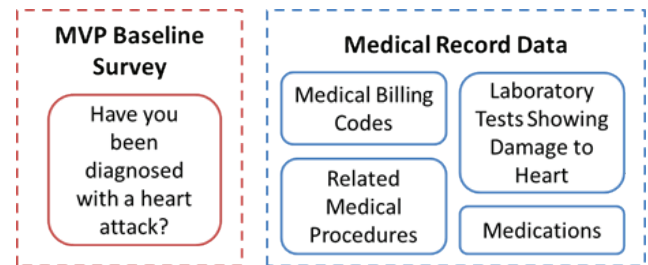 MVP Baseline
Survey
Have you
been
diagnosed
with a heart
attack?
Medical Record Data
Medical Billing
Codes
Laboratory
Tests Showing
Damage to
Heart
Related
Medical
Procedures
Medications